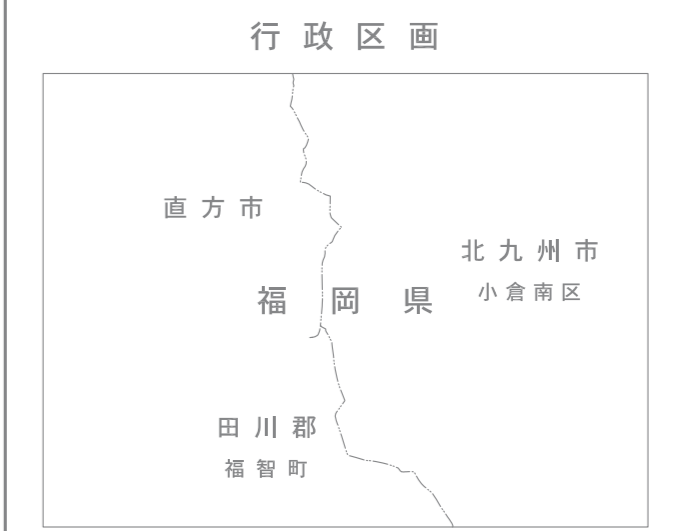 行政区画
直方市
北九州市
小倉南区
福岡県
田川郡
福智町